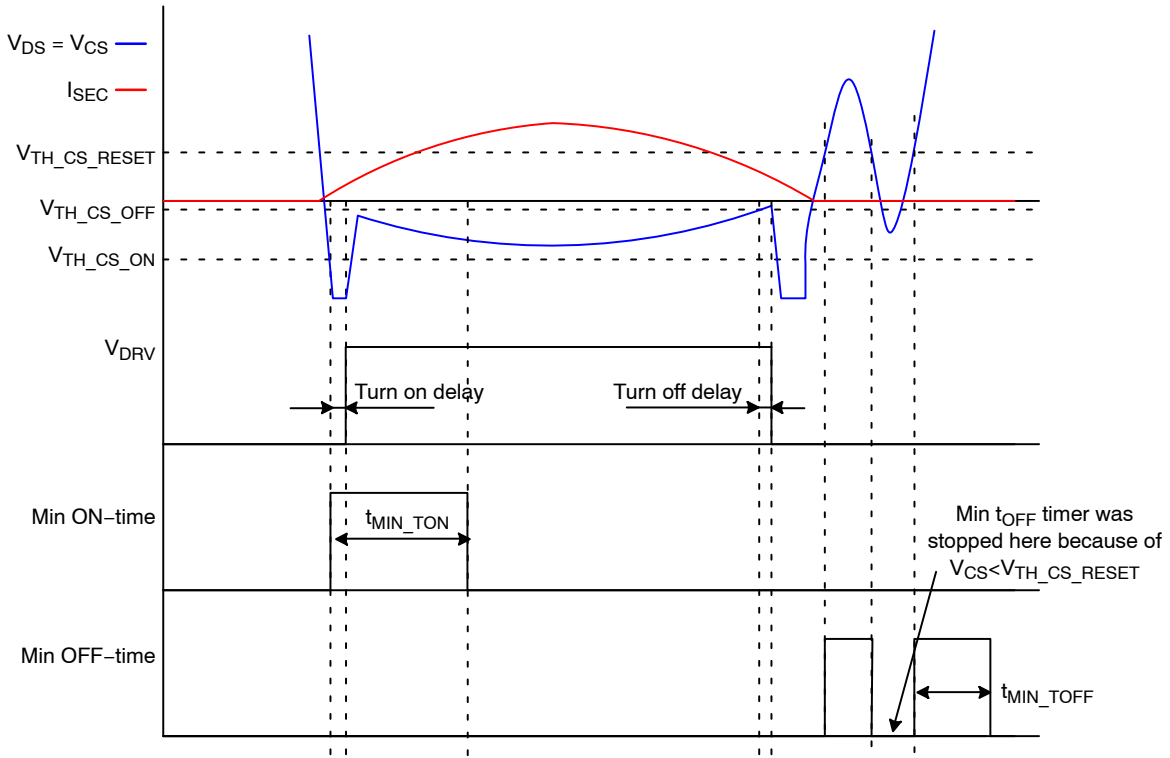 V_DS = V_CS
I_SEC
V_TH_CS_RESET
V_TH_CS_OFF
V_TH_CS_ON
V_DRV
Turn on delay
Turn off delay
Min ON−time
t_MIN_TON
Min t_OFF timer was
stopped here because of
V_CS<V_TH_CS_RESET
Min OFF−time
t_MIN_TOFF